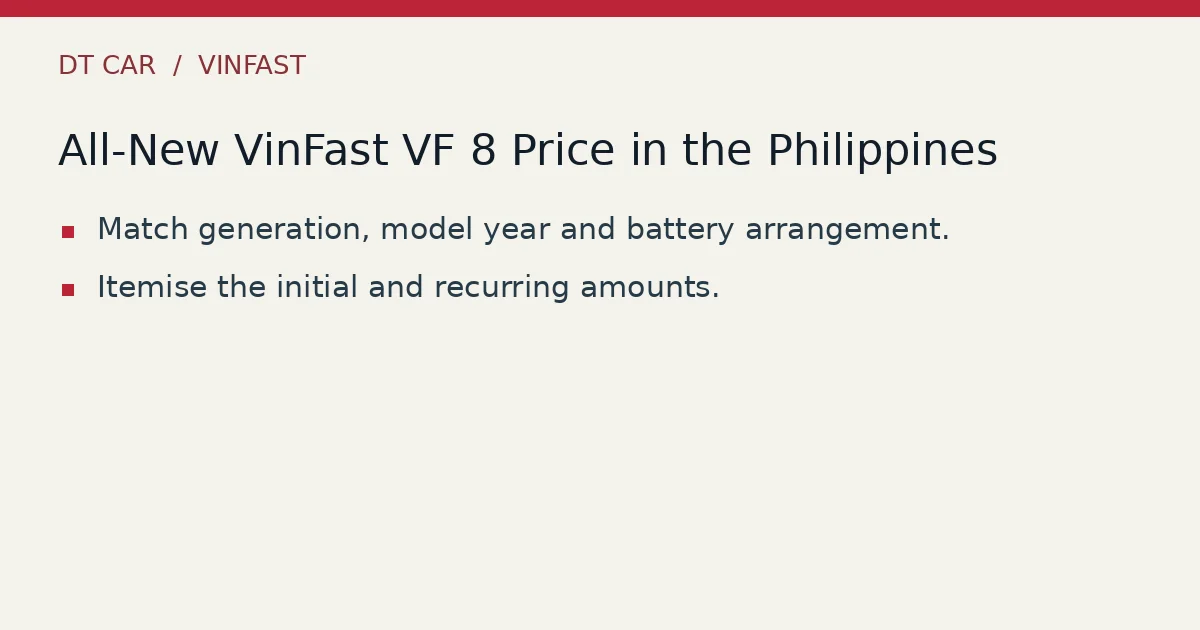 DT CAR / VINFAST
All-New VinFast VF 8 Price in the Philippines
Match generation, model year and battery arrangement.
Itemise the initial and recurring amounts.